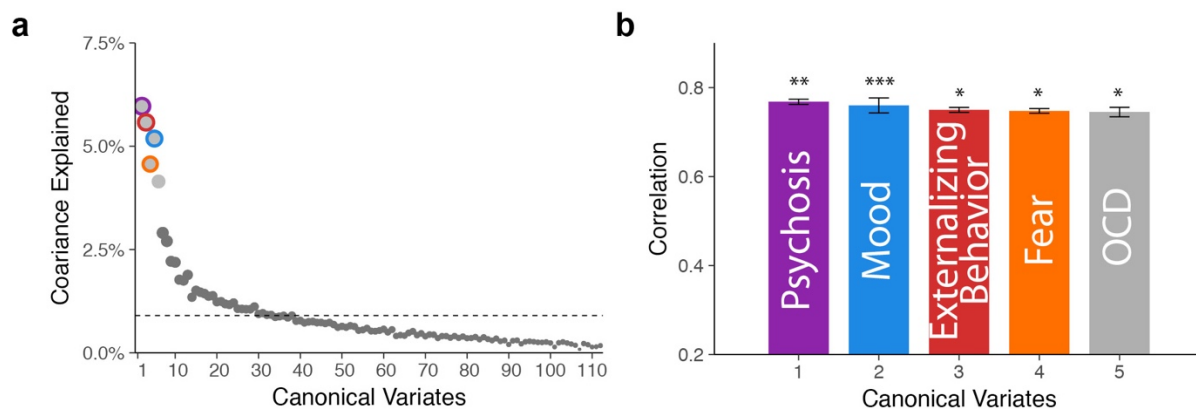 a
7.5%
5.0%
2.5%
0.0%
Coariance Explained
1 10 20 30 40 50 60 70 80 90 100 110
Canonical Variates
b
0.8
0.6
0.4
0.2
Correlation
** *** * * *
Psychosis
Mood
Externalizing
Behavior
Fear
OCD
1 2 3 4 5
Canonical Variates